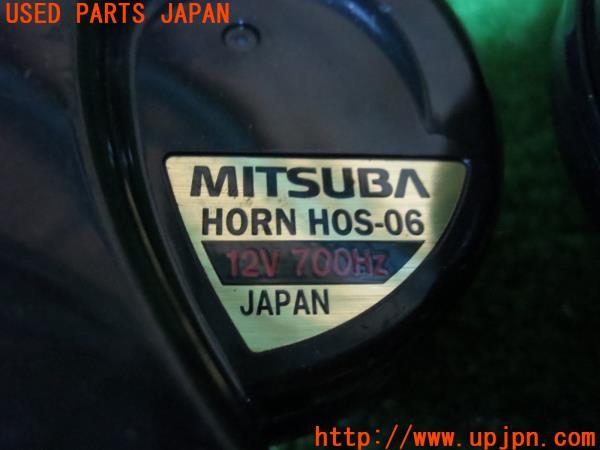 USED PARTS JAPAN
MITSUBA
HORN HOS-06
12V 700Hz
JAPAN
http://www.upjpn.com